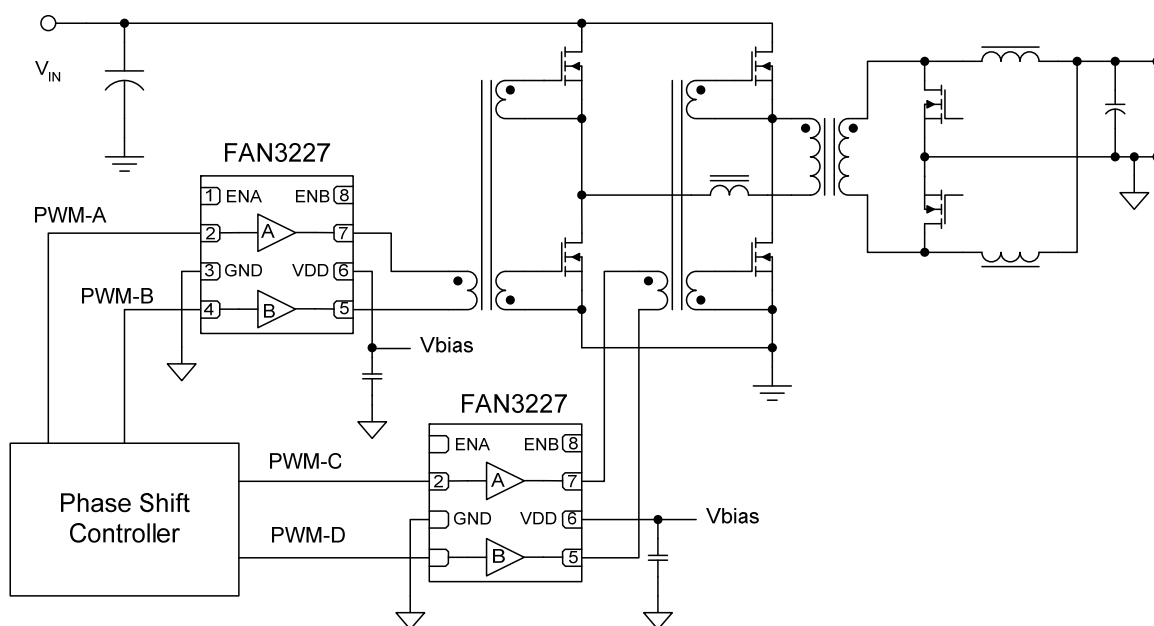 V_IN
FAN3227
1 ENA ENB 8
PWM-A
2 A 7
3 GND VDD 6
PWM-B
4 B 5
Vbias
FAN3227
ENA ENB 8
PWM-C
2 A 7
Phase Shift
Controller
GND VDD 6
Vbias
PWM-D
B 5